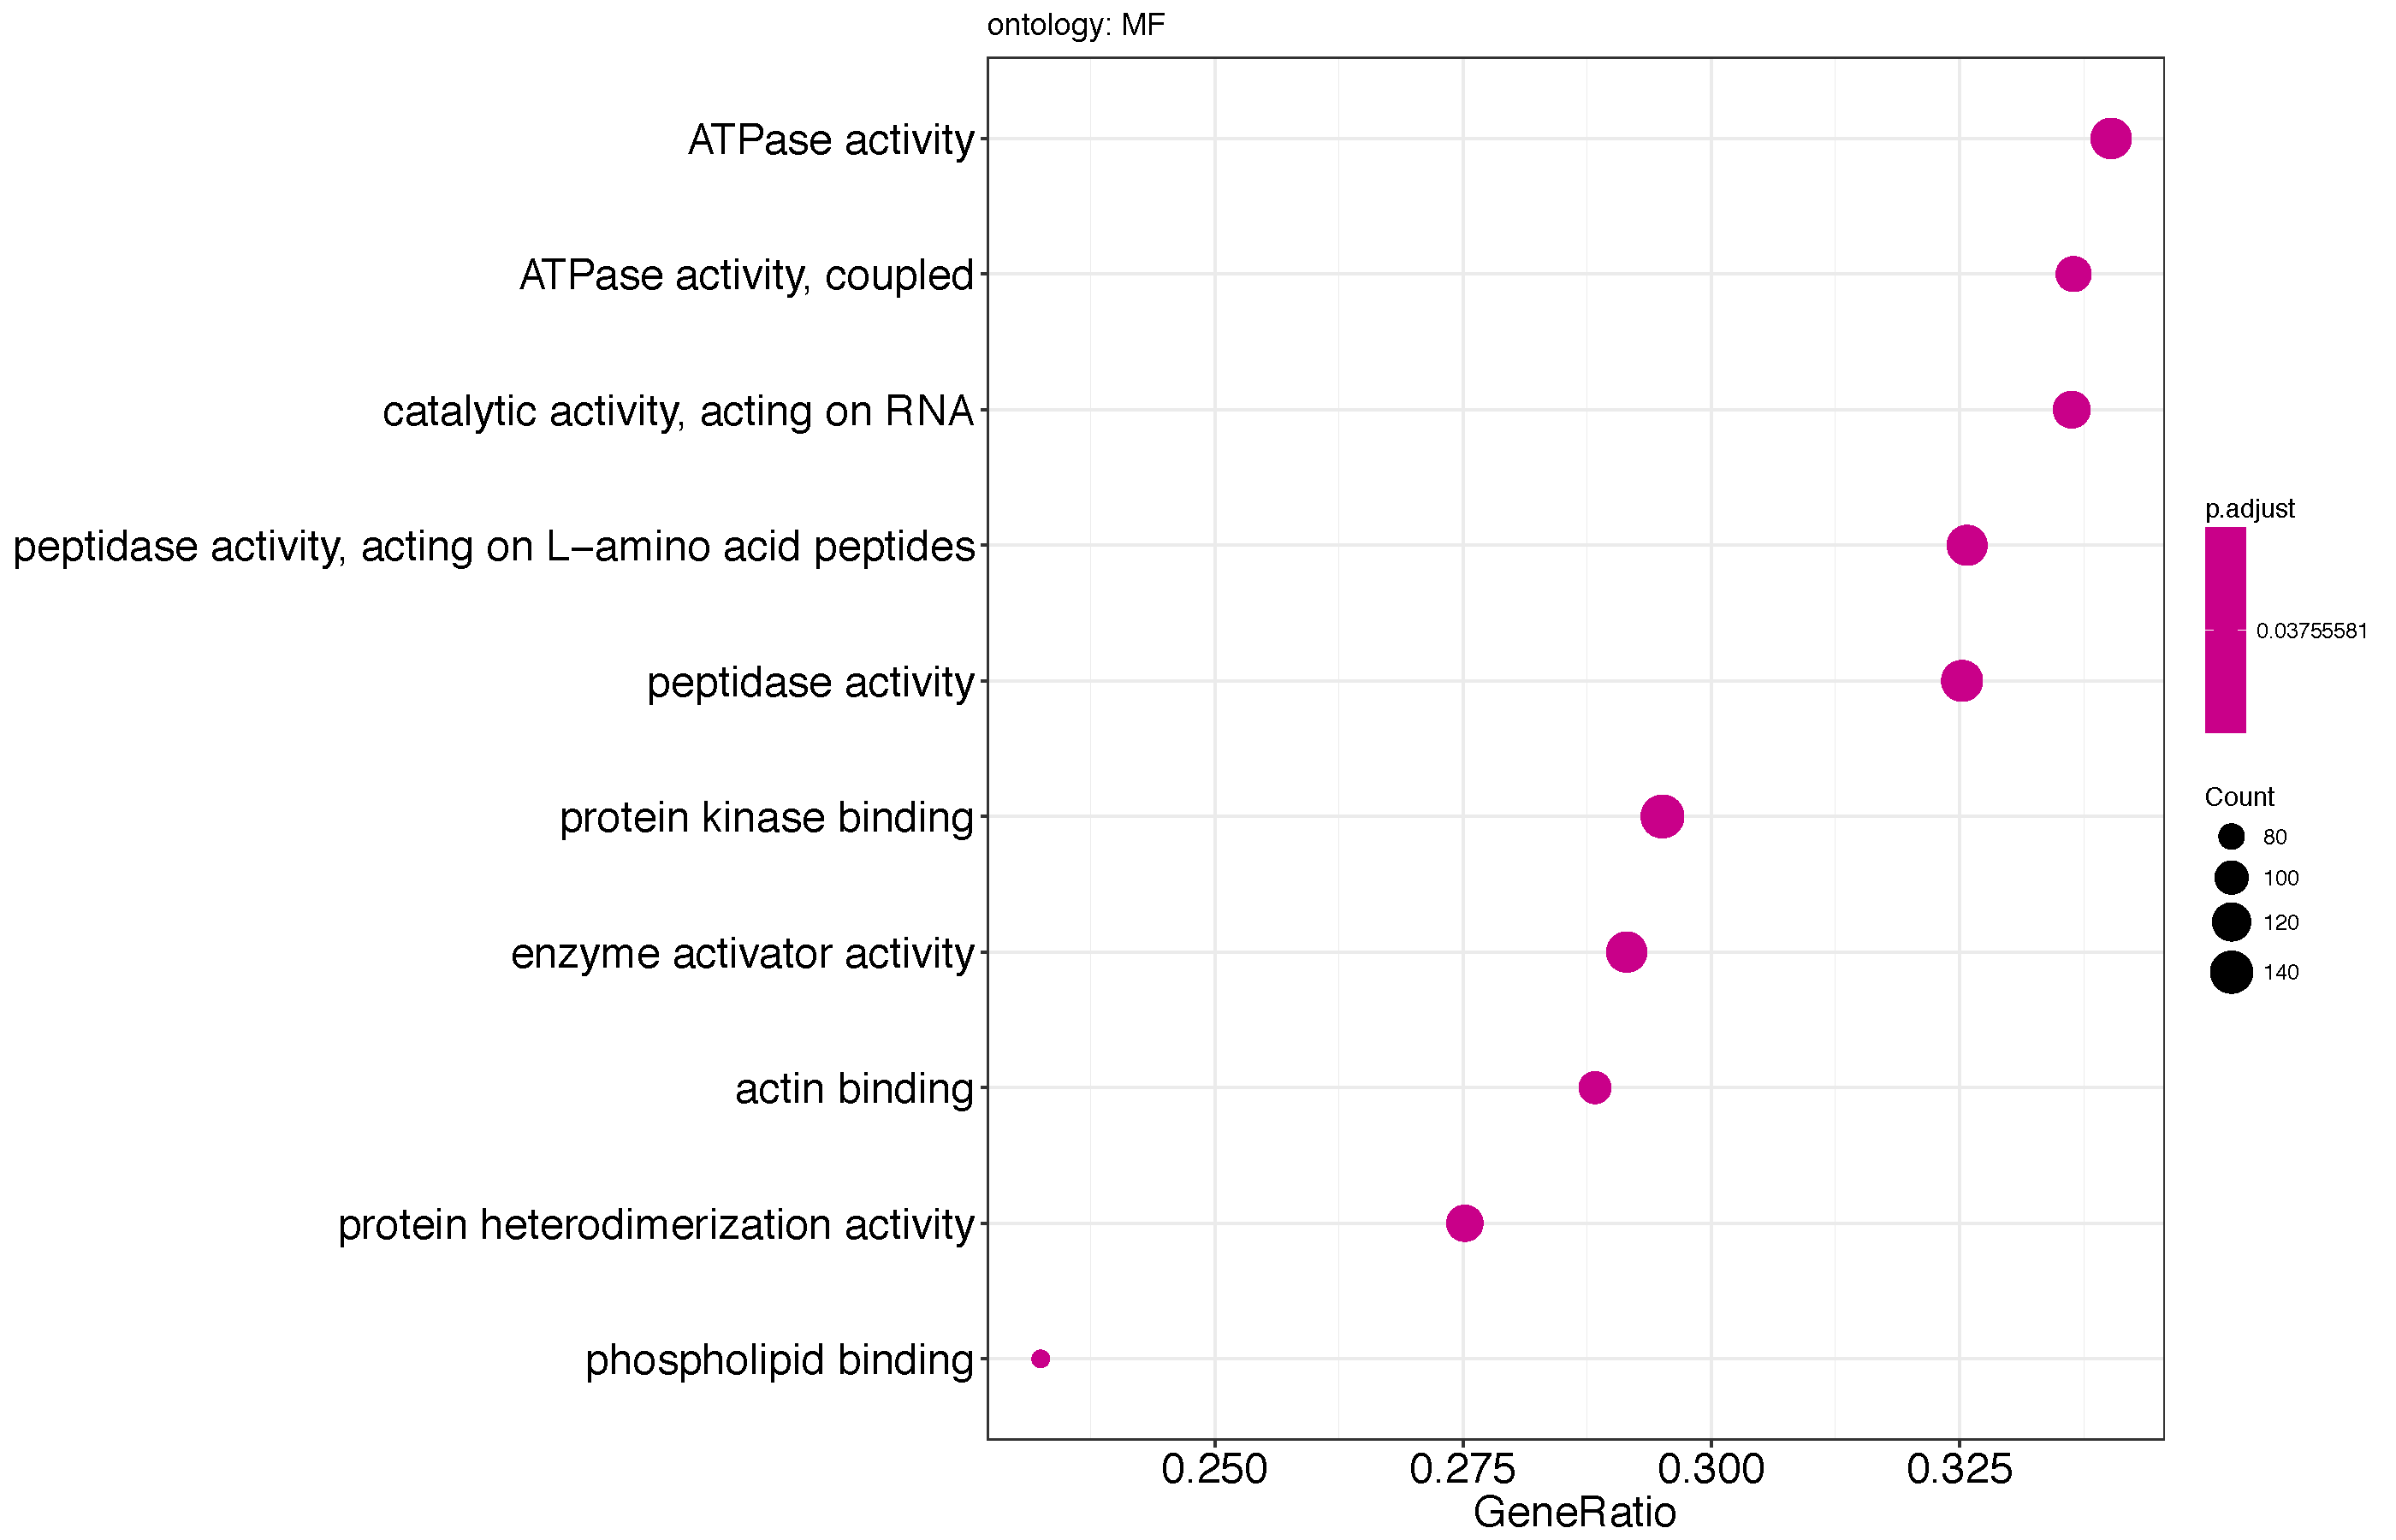 ontology: MF
ATPase activity
ATPase activity, coupled
catalytic activity, acting on RNA
peptidase activity, acting on L−amino acid peptides
peptidase activity
protein kinase binding
enzyme activator activity
actin binding
protein heterodimerization activity
phospholipid binding
0.250 0.275 0.300 0.325
GeneRatio
p.adjust
0.03755581
Count
80
100
120
140